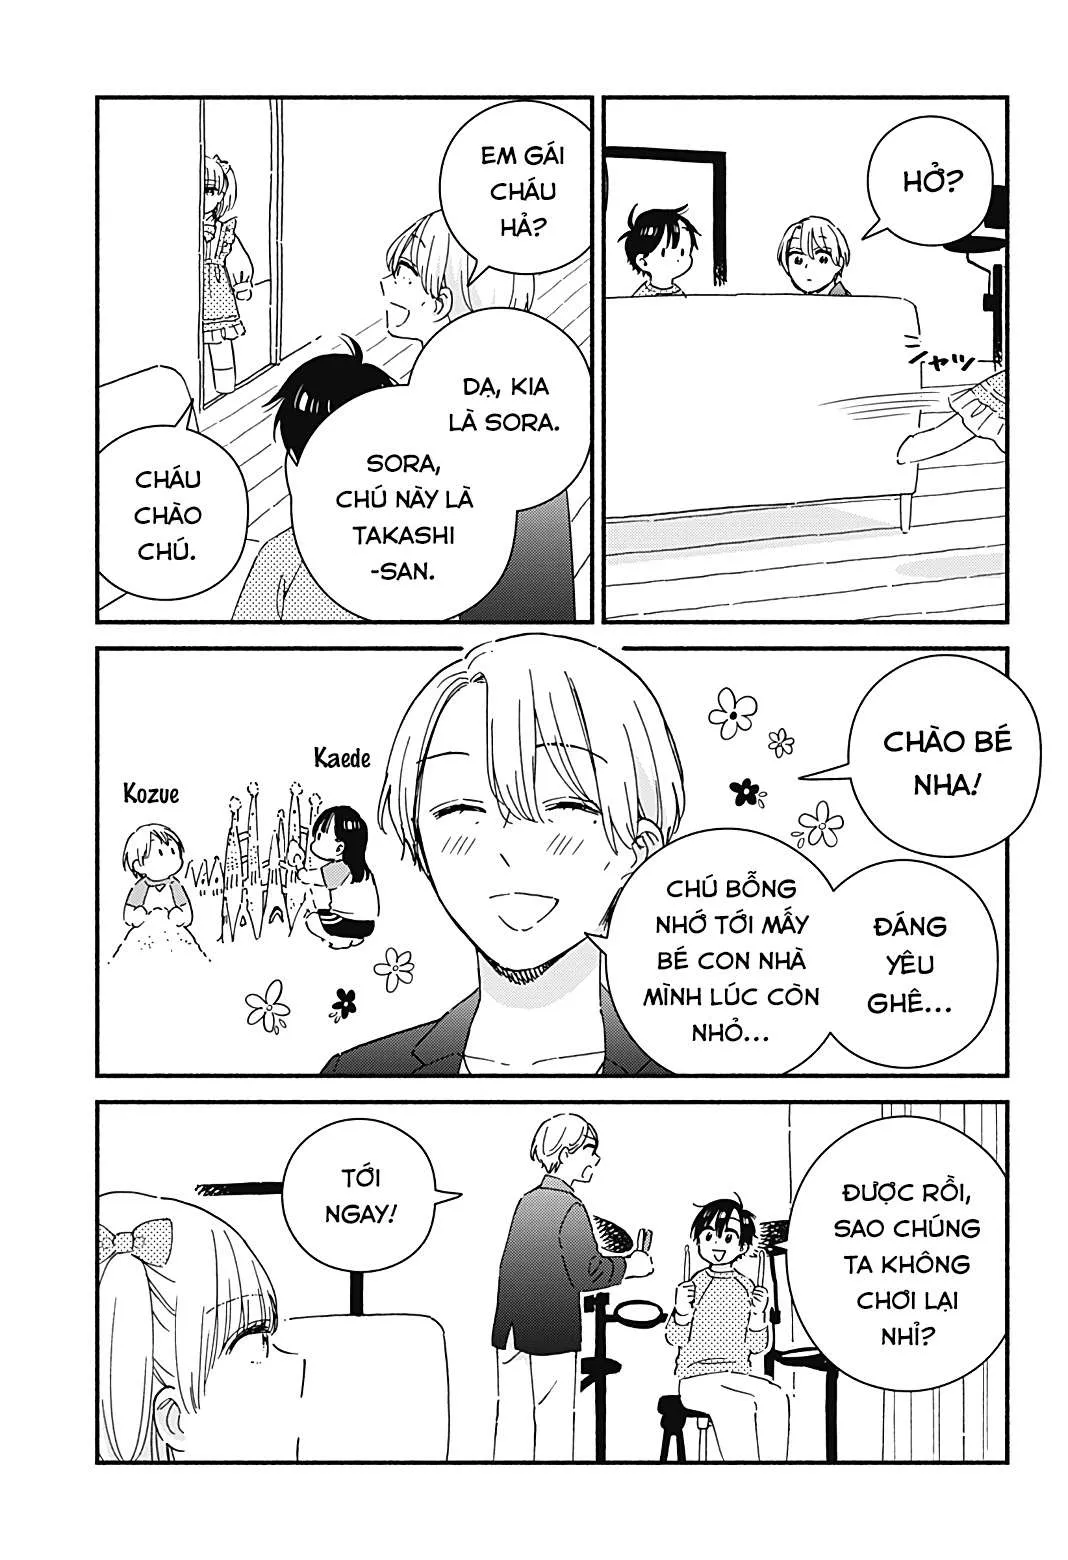 HỞ?
シャッ
EM GÁI
CHÁU
HẢ?
DẠ, KIA
LÀ SORA.
SORA,
CHÚ NÀY LÀ
TAKASHI
-SAN.
CHÁU
CHÀO
CHÚ.
CHÀO BÉ
NHA!
ĐÁNG
YÊU
GHÊ...
CHÚ BỖNG
NHỚ TỚI MẤY
BÉ CON NHÀ
MÌNH LÚC CÒN
NHỎ...
Kaede
Kozue
ĐƯỢC RỒI,
SAO CHÚNG
TA KHÔNG
CHƠI LẠI
NHỈ?
TỚI
NGAY!